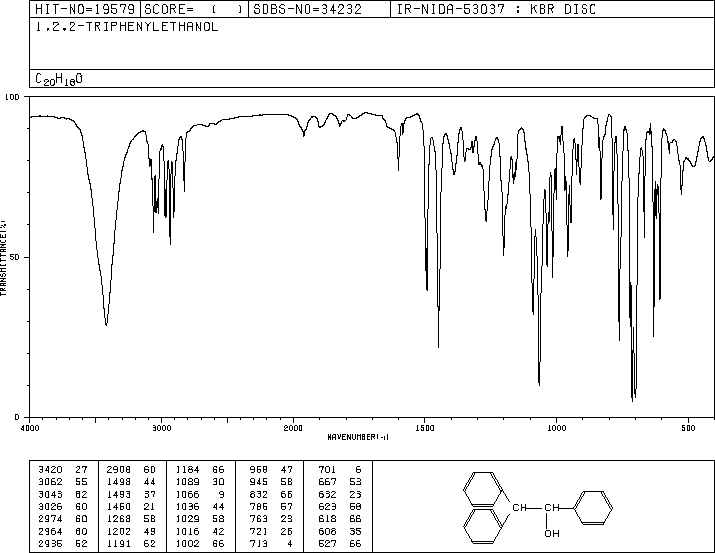 HIT-NO=19579 SCORE= ( ) SDBS-NO=34232 IR-NIDA-53037 : KBR DISC
1,2,2-TRIPHENYLETHANOL
C20H18O
100
50
0
TRANSMITTANCE(%)
4000 3000 2000 1500 1000 500
WAVENUMBER(-1)
3420 27 2908 60 1184 66 958 47 701 6
3062 55 1498 44 1089 30 945 58 667 53
3043 62 1493 37 1066 9 832 66 632 23
3026 60 1450 21 1036 44 786 57 623 58
2974 60 1268 58 1029 58 763 23 618 66
2964 60 1202 49 1016 42 721 26 608 35
2935 52 1191 62 1002 66 713 4 527 66
CH CH
OH